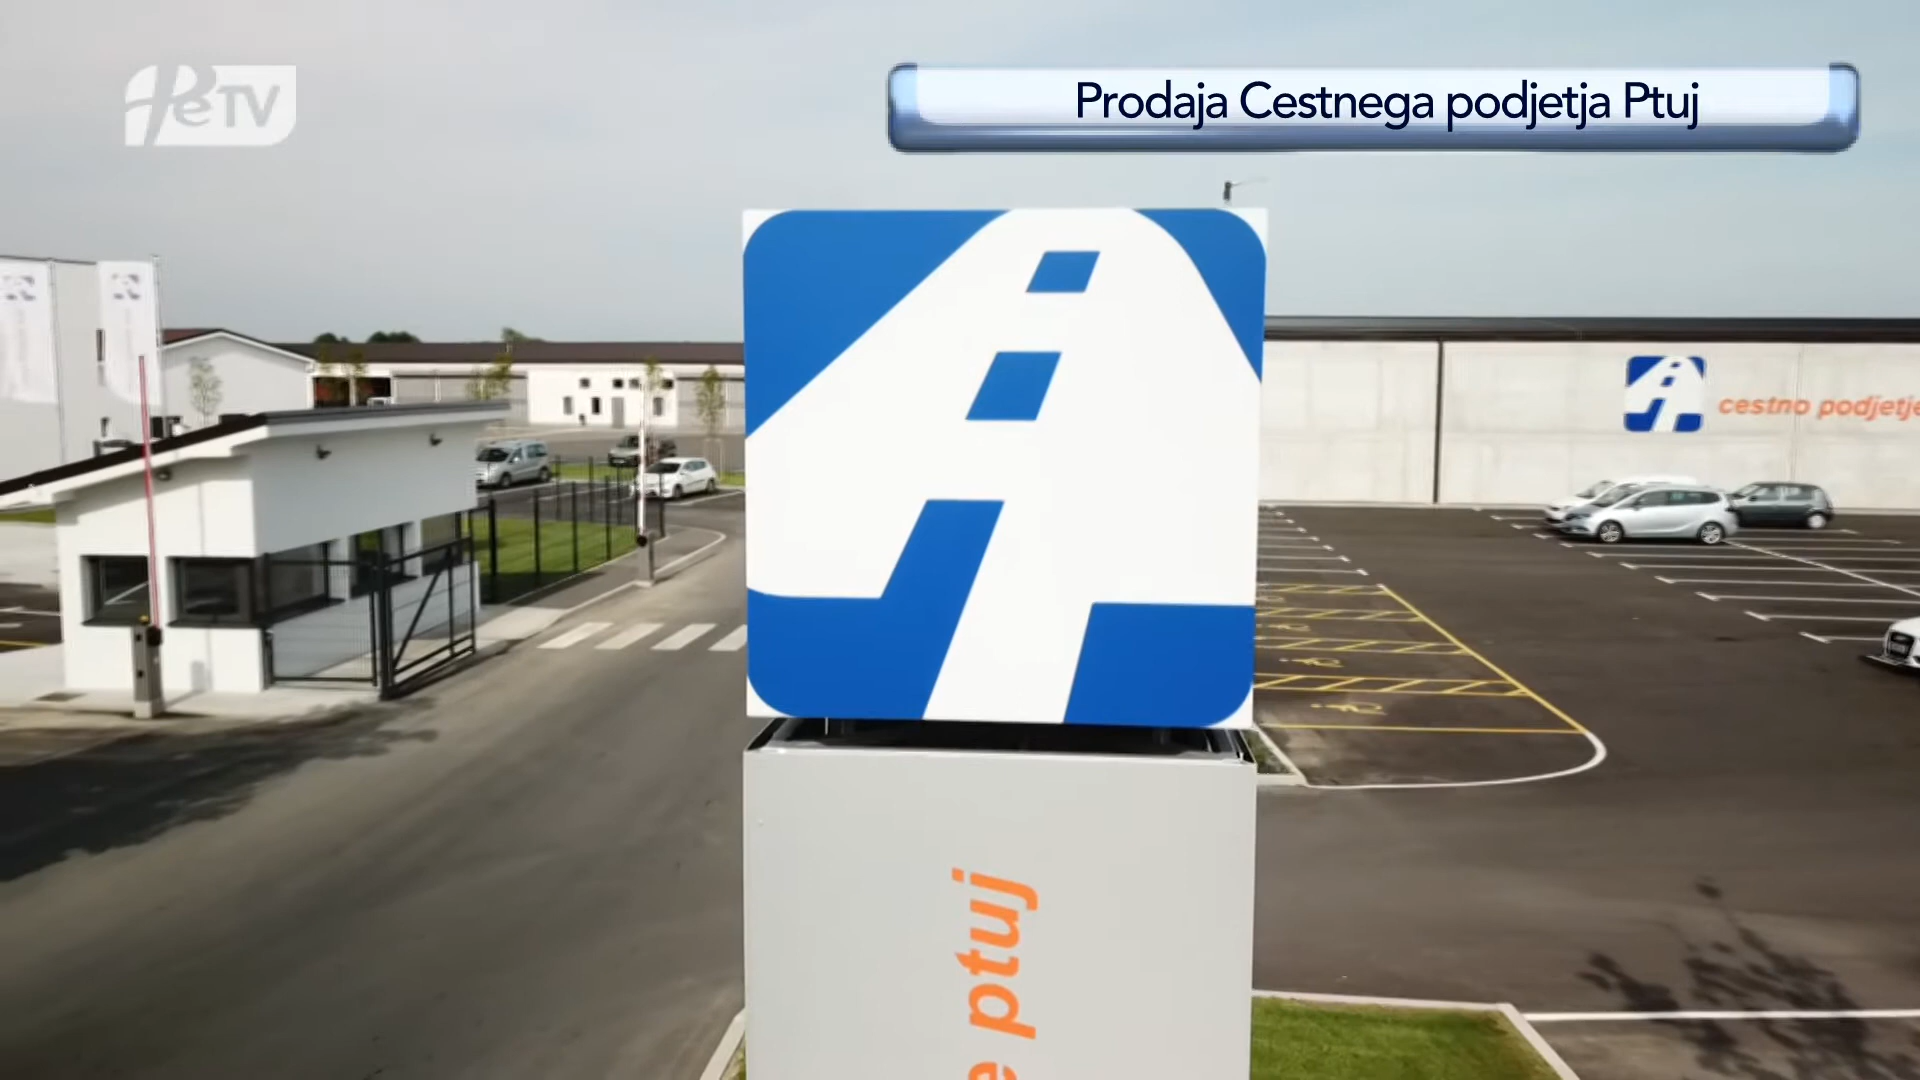 PeTV
Prodaja Cestnega podjetja Ptuj
cestno podjetje
e ptuj